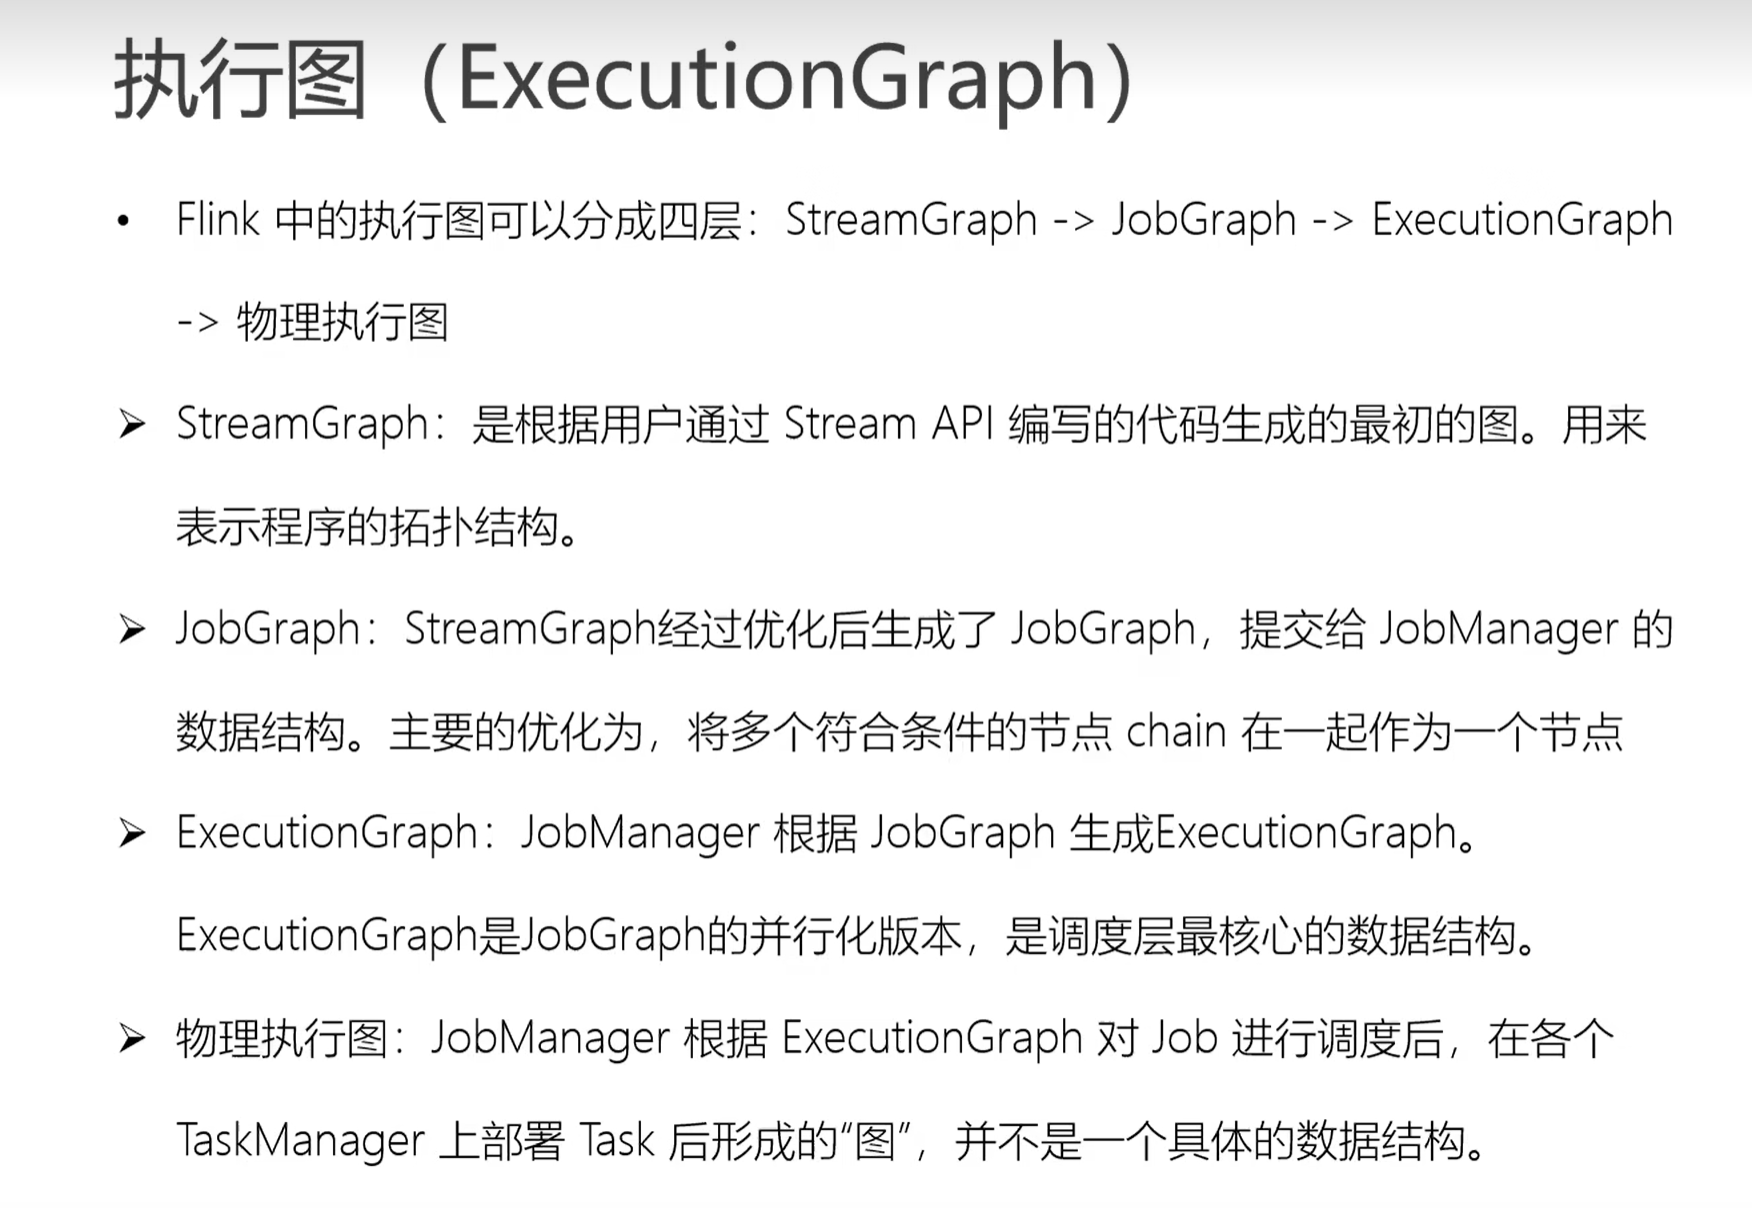 执行图（ExecutionGraph）
• Flink 中的执行图可以分成四层：StreamGraph -> JobGraph -> ExecutionGraph
-> 物理执行图
➢ StreamGraph：是根据用户通过 Stream API 编写的代码生成的最初的图。用来
表示程序的拓扑结构。
➢ JobGraph：StreamGraph经过优化后生成了 JobGraph，提交给 JobManager 的
数据结构。主要的优化为，将多个符合条件的节点 chain 在一起作为一个节点
➢ ExecutionGraph：JobManager 根据 JobGraph 生成ExecutionGraph。
ExecutionGraph是JobGraph的并行化版本，是调度层最核心的数据结构。
➢ 物理执行图：JobManager 根据 ExecutionGraph 对 Job 进行调度后，在各个
TaskManager 上部署 Task 后形成的“图”，并不是一个具体的数据结构。